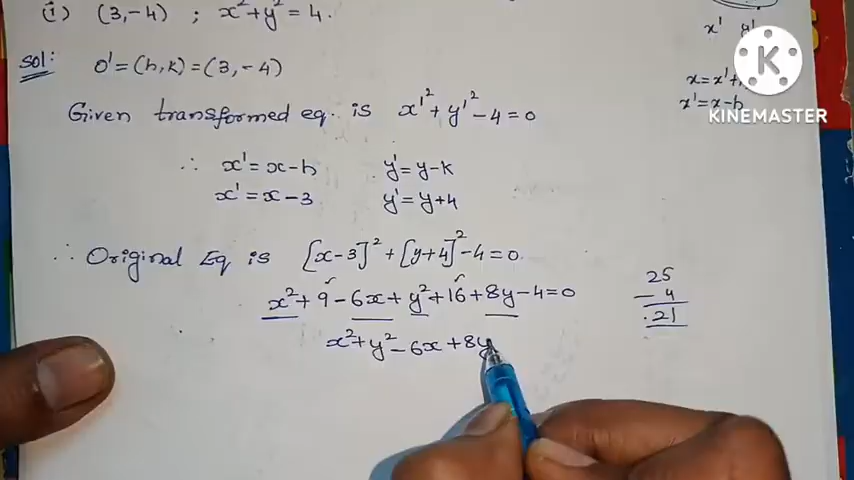 (i) (3,-4) ; x²+y²=4.
x' y'
Sol: O'=(h,k)=(3,-4)
x=x'+
x'=x-h
KINEMASTER
Given transformed eq. is x'²+y'²-4=0
∴ x'=x-h y'=y-k
x'=x-3 y'=y+4
∴ Original Eq is [x-3]²+[y+4]²-4=0
x²+9-6x+y²+16+8y-4=0
25
-4
21
x²+y²-6x+8y